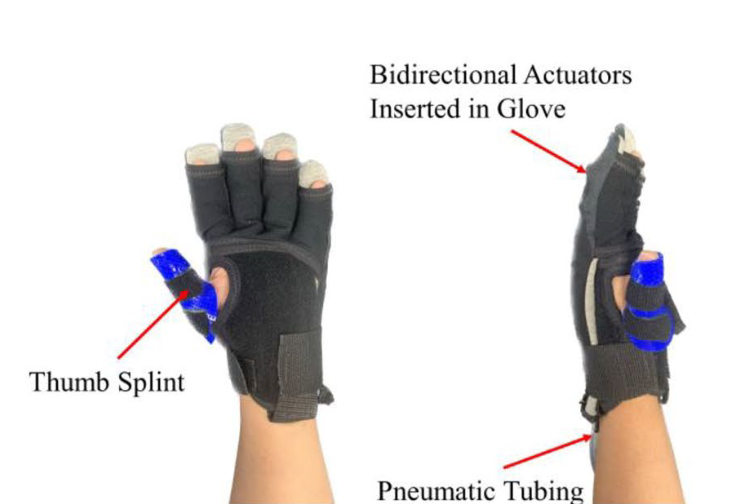 Bidirectional Actuators
Inserted in Glove
Thumb Splint
Pneumatic Tubing